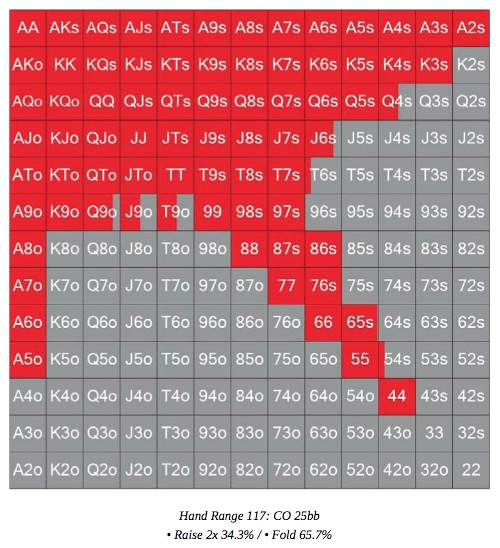 AA AKs AQs AJs ATs A9s A8s A7s A6s A5s A4s A3s A2s
AKo KK KQs KJs KTs K9s K8s K7s K6s K5s K4s K3s K2s
AQo KQo QQ QJs QTs Q9s Q8s Q7s Q6s Q5s Q4s Q3s Q2s
AJo KJo QJo JJ JTs J9s J8s J7s J6s J5s J4s J3s J2s
ATo KTo QTo JTo TT T9s T8s T7s T6s T5s T4s T3s T2s
A9o K9o Q9o J9o T9o 99 98s 97s 96s 95s 94s 93s 92s
A8o K8o Q8o J8o T8o 98o 88 87s 86s 85s 84s 83s 82s
A7o K7o Q7o J7o T7o 97o 87o 77 76s 75s 74s 73s 72s
A6o K6o Q6o J6o T6o 96o 86o 76o 66 65s 64s 63s 62s
A5o K5o Q5o J5o T5o 95o 85o 75o 65o 55 54s 53s 52s
A4o K4o Q4o J4o T4o 94o 84o 74o 64o 54o 44 43s 42s
A3o K3o Q3o J3o T3o 93o 83o 73o 63o 53o 43o 33 32s
A2o K2o Q2o J2o T2o 92o 82o 72o 62o 52o 42o 32o 22
Hand Range 117: CO 25bb
• Raise 2x 34.3% / • Fold 65.7%